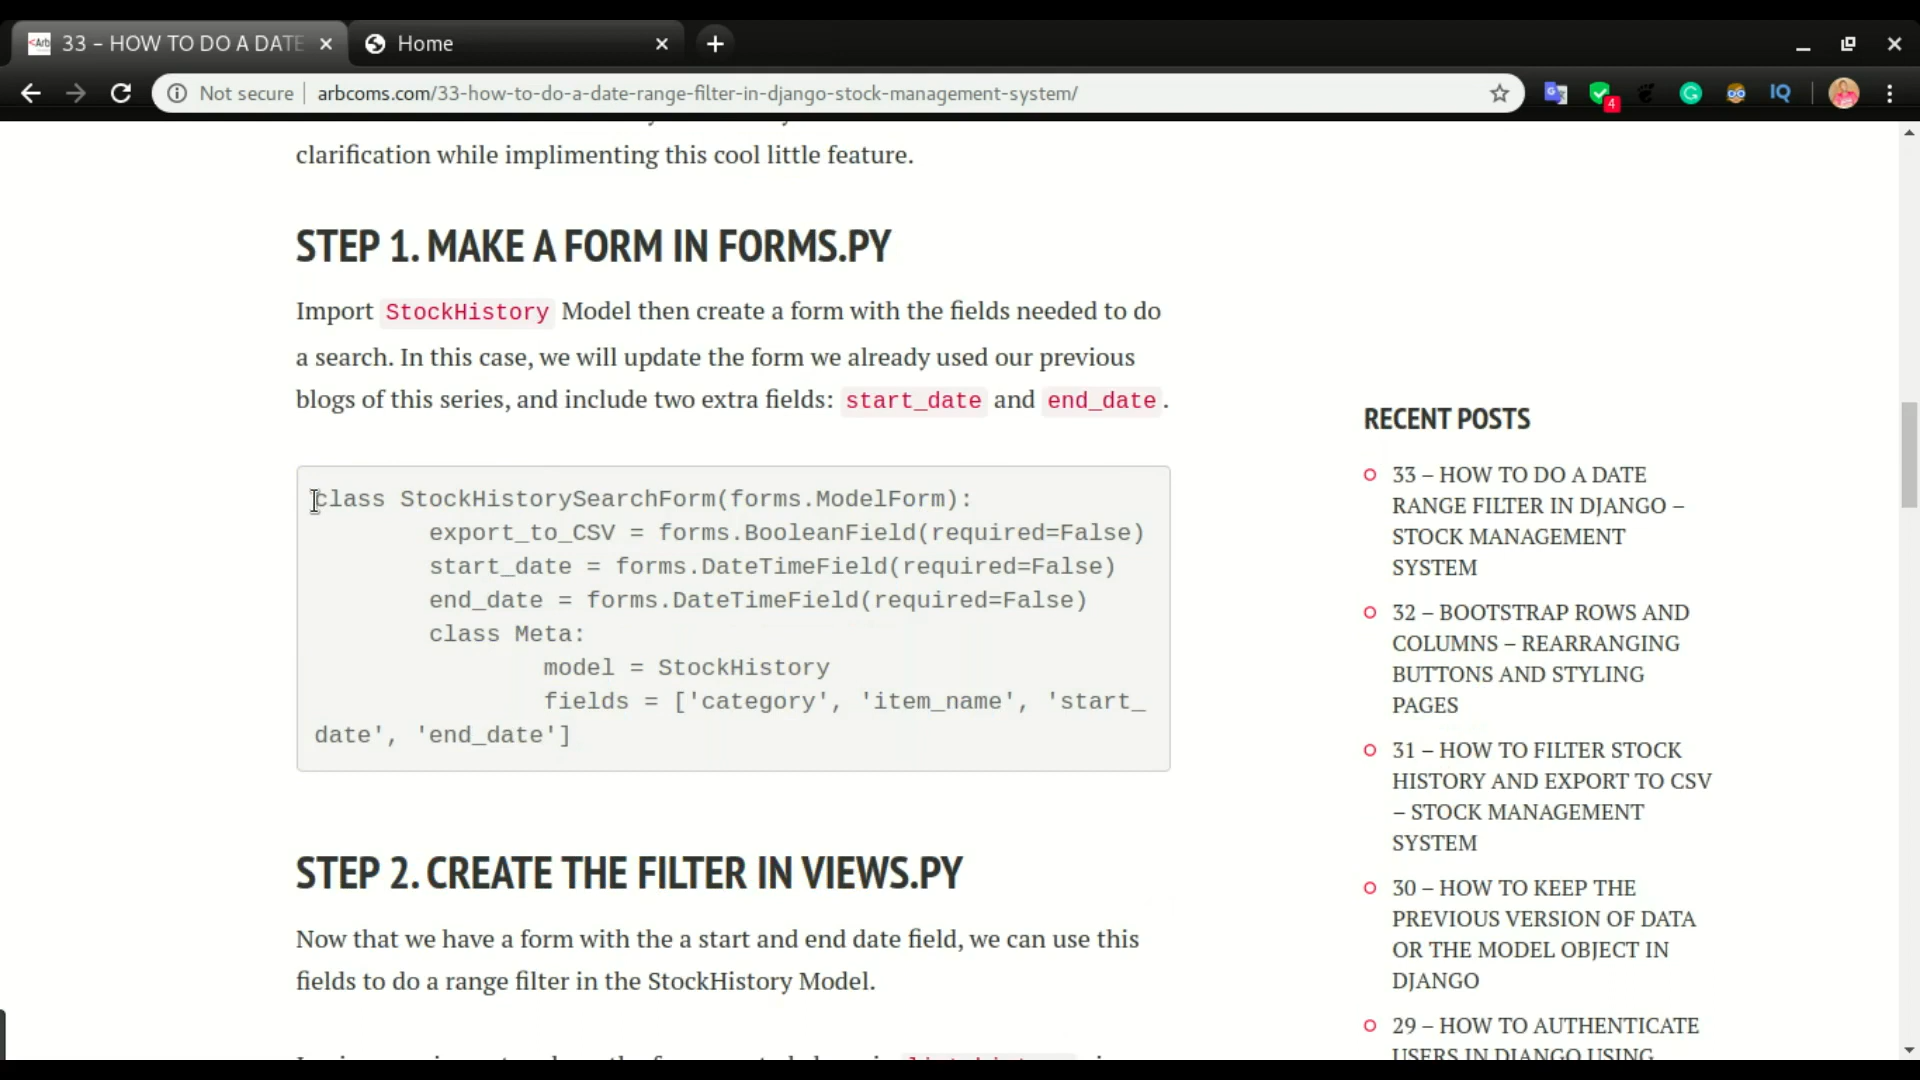 33 – HOW TO DO A DATE
Home
Not secure
arbcoms.com/33-how-to-do-a-date-range-filter-in-django-stock-management-system/
4
IQ
clarification while implimenting this cool little feature.
STEP 1. MAKE A FORM IN FORMS.PY
Import StockHistory Model then create a form with the fields needed to do
a search. In this case, we will update the form we already used our previous
blogs of this series, and include two extra fields: start_date and end_date.
class StockHistorySearchForm(forms.ModelForm):
export_to_CSV = forms.BooleanField(required=False)
start_date = forms.DateTimeField(required=False)
end_date = forms.DateTimeField(required=False)
class Meta:
model = StockHistory
fields = ['category', 'item_name', 'start_
date', 'end_date']
STEP 2. CREATE THE FILTER IN VIEWS.PY
Now that we have a form with the a start and end date field, we can use this
fields to do a range filter in the StockHistory Model.
RECENT POSTS
33 – HOW TO DO A DATE
RANGE FILTER IN DJANGO –
STOCK MANAGEMENT
SYSTEM
32 – BOOTSTRAP ROWS AND
COLUMNS – REARRANGING
BUTTONS AND STYLING
PAGES
31 – HOW TO FILTER STOCK
HISTORY AND EXPORT TO CSV
– STOCK MANAGEMENT
SYSTEM
30 – HOW TO KEEP THE
PREVIOUS VERSION OF DATA
OR THE MODEL OBJECT IN
DJANGO
29 – HOW TO AUTHENTICATE
USERS IN DJANGO USING